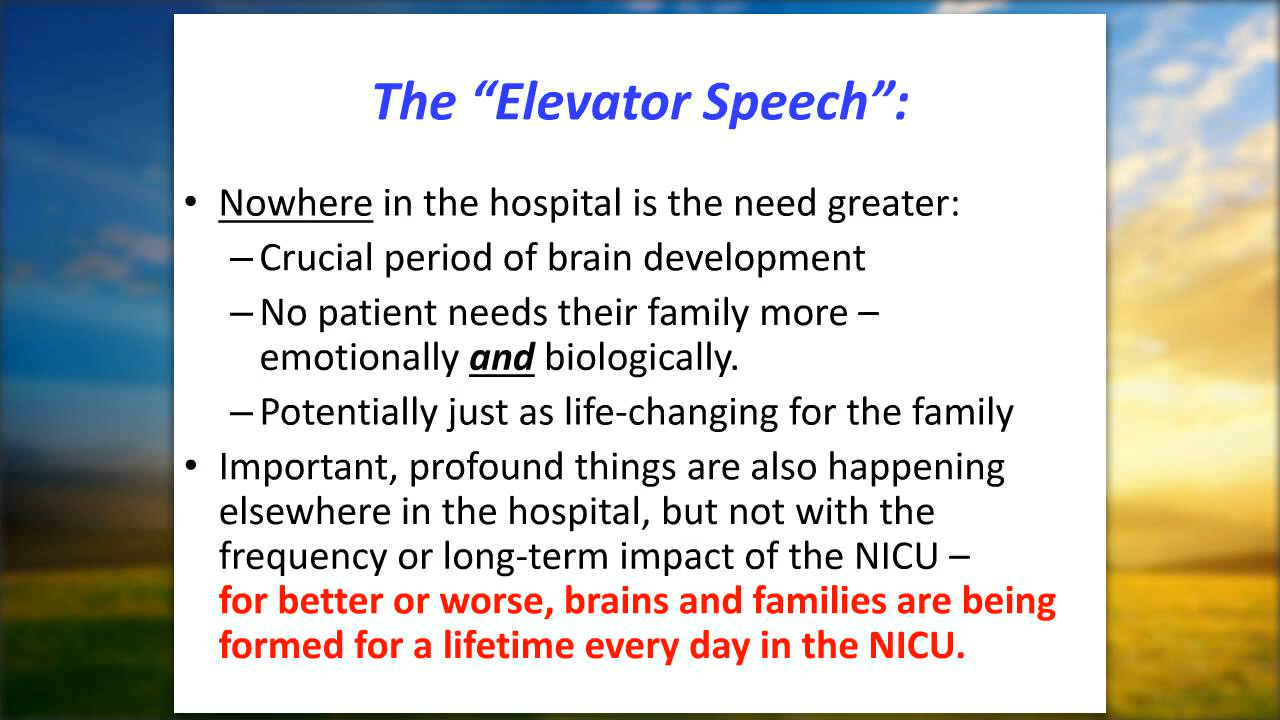 The “Elevator Speech”:
• Nowhere in the hospital is the need greater:
– Crucial period of brain development
– No patient needs their family more –
emotionally and biologically.
– Potentially just as life-changing for the family
• Important, profound things are also happening
elsewhere in the hospital, but not with the
frequency or long-term impact of the NICU –
for better or worse, brains and families are being
formed for a lifetime every day in the NICU.